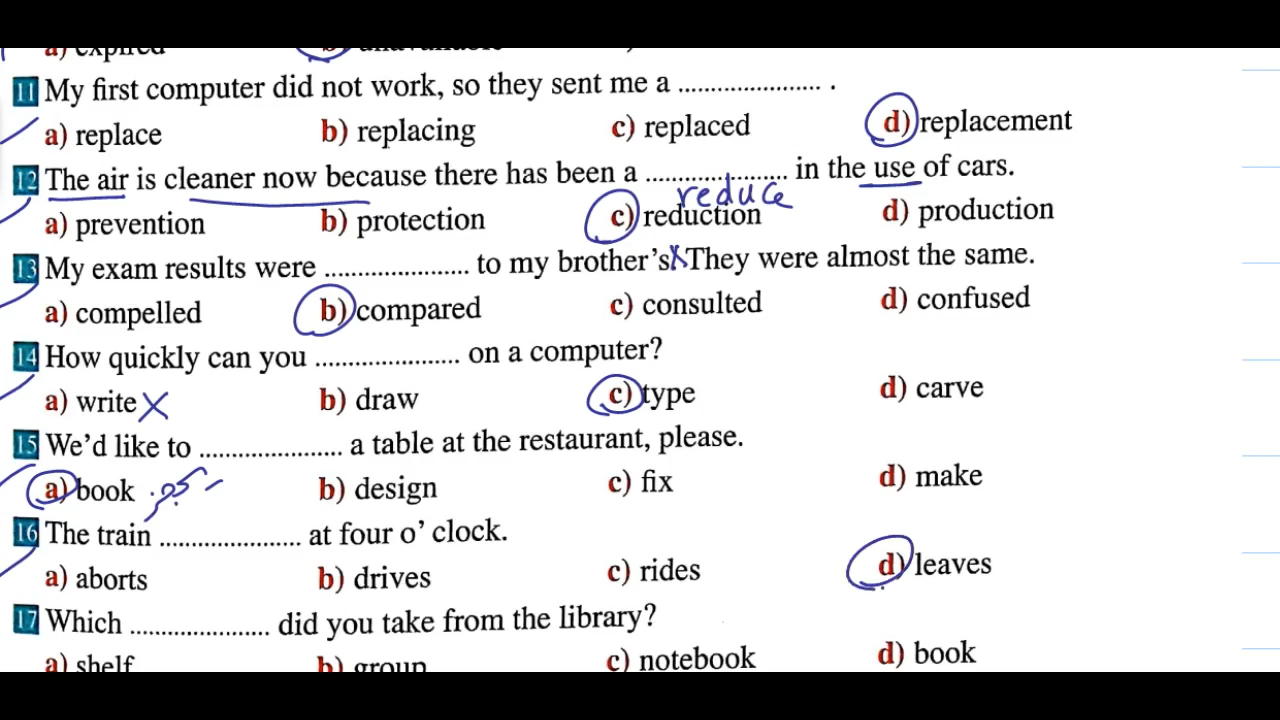 a) expired b) unavailable
11 My first computer did not work, so they sent me a ....................... .
a) replace b) replacing c) replaced d) replacement
12 The air is cleaner now because there has been a ....................... in the use of cars.
reduce
a) prevention b) protection c) reduction d) production
13 My exam results were ....................... to my brother's. They were almost the same.
a) compelled b) compared c) consulted d) confused
14 How quickly can you ....................... on a computer?
a) write X b) draw c) type d) carve
15 We'd like to ....................... a table at the restaurant, please.
a) book b) design c) fix d) make
16 The train ....................... at four o' clock.
a) aborts b) drives c) rides d) leaves
17 Which ....................... did you take from the library?
a) shelf b) group c) notebook d) book